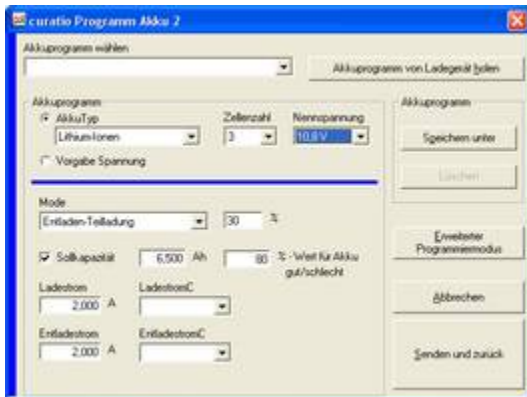 curatio Programm Akku 2
Akkuprogramm wählen
Akkuprogramm von Ladegerät holen
Akkuprogramm
AkkuTyp
Zellenzahl
Nennspannung
Lithium-Ionen
3
10,8 V
Vorgabe Spannung
Akkuprogramm
Speichern unter
Löschen
Mode
Entladen-Teilladung
30 %
Sollkapazität
6,500 Ah
80 % - Wert für Akku
gut/schlecht
Ladestrom
LadestromC
2,000 A
Entladestrom
EntladestromC
2,000 A
Erweiterter
Programmiermodus
Abbrechen
Senden und zurück